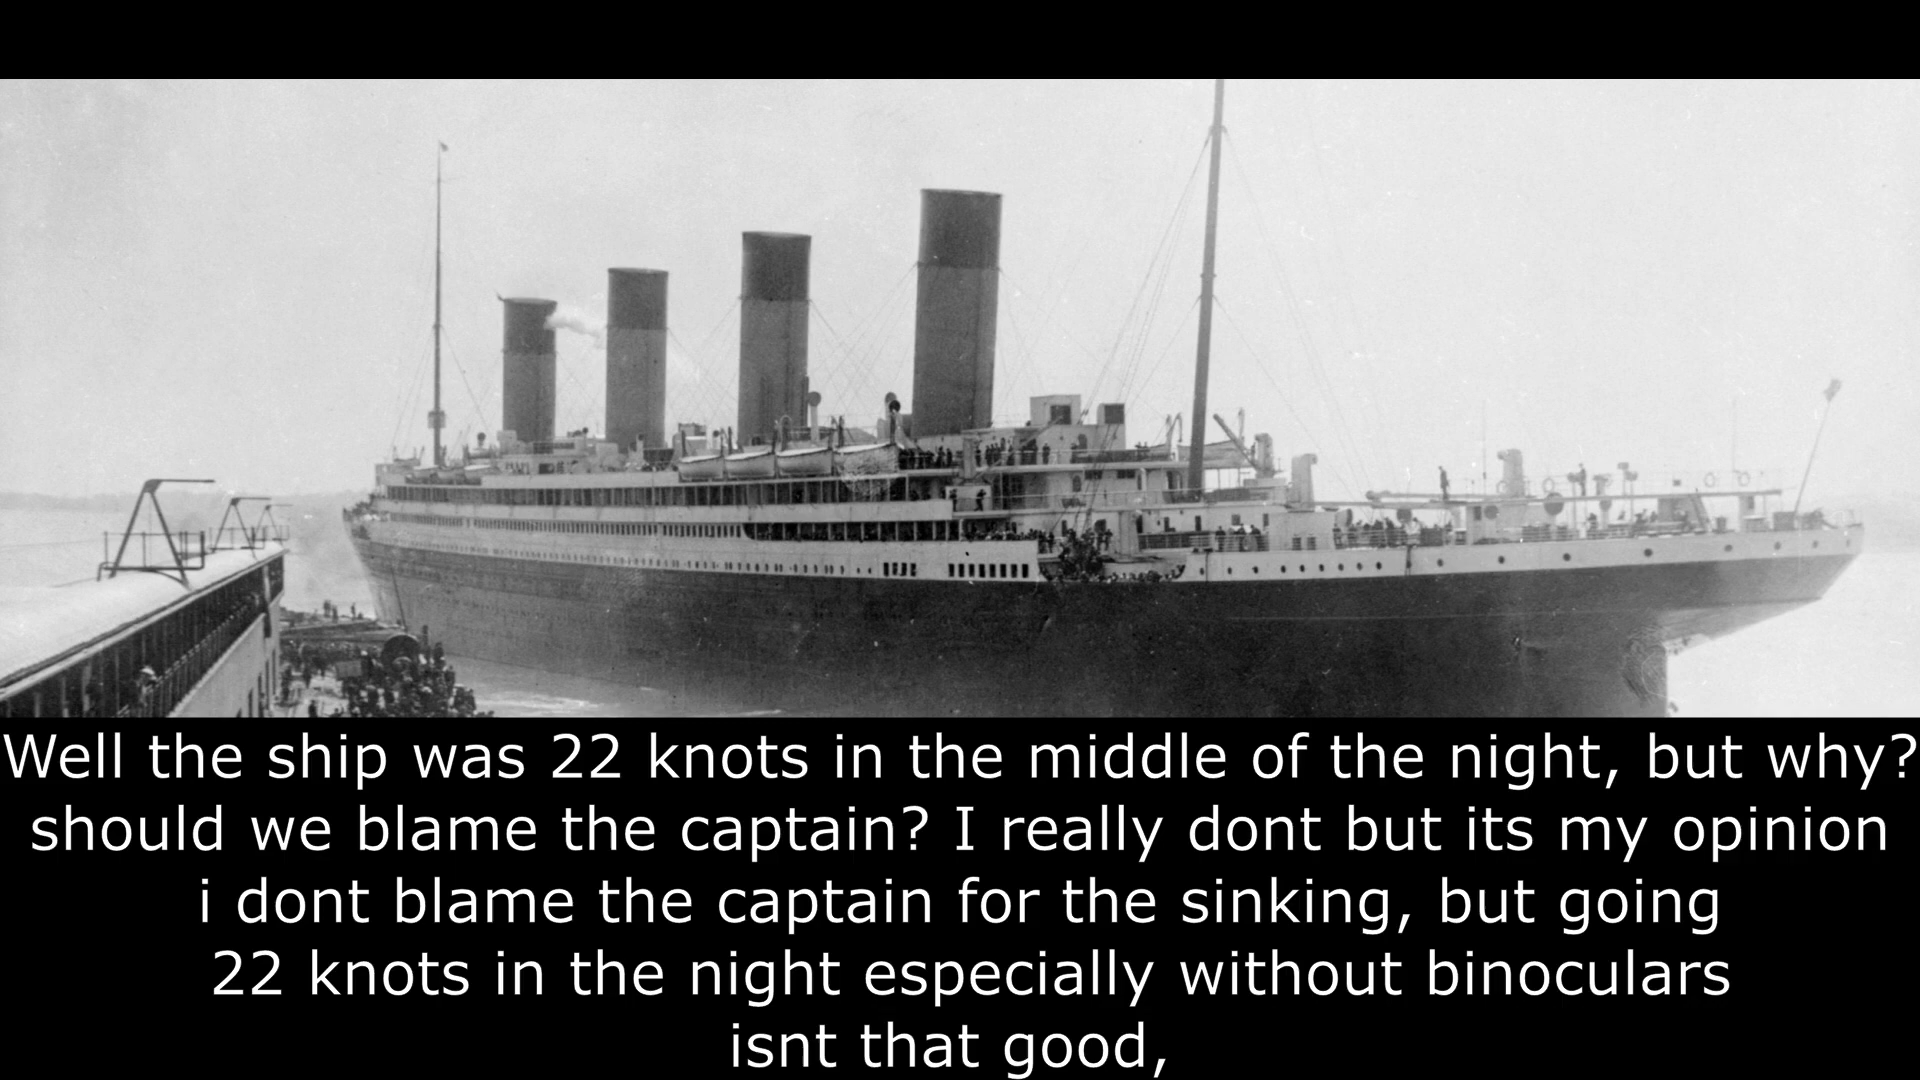 Well the ship was 22 knots in the middle of the night, but why?
should we blame the captain? I really dont but its my opinion
i dont blame the captain for the sinking, but going
22 knots in the night especially without binoculars
isnt that good,